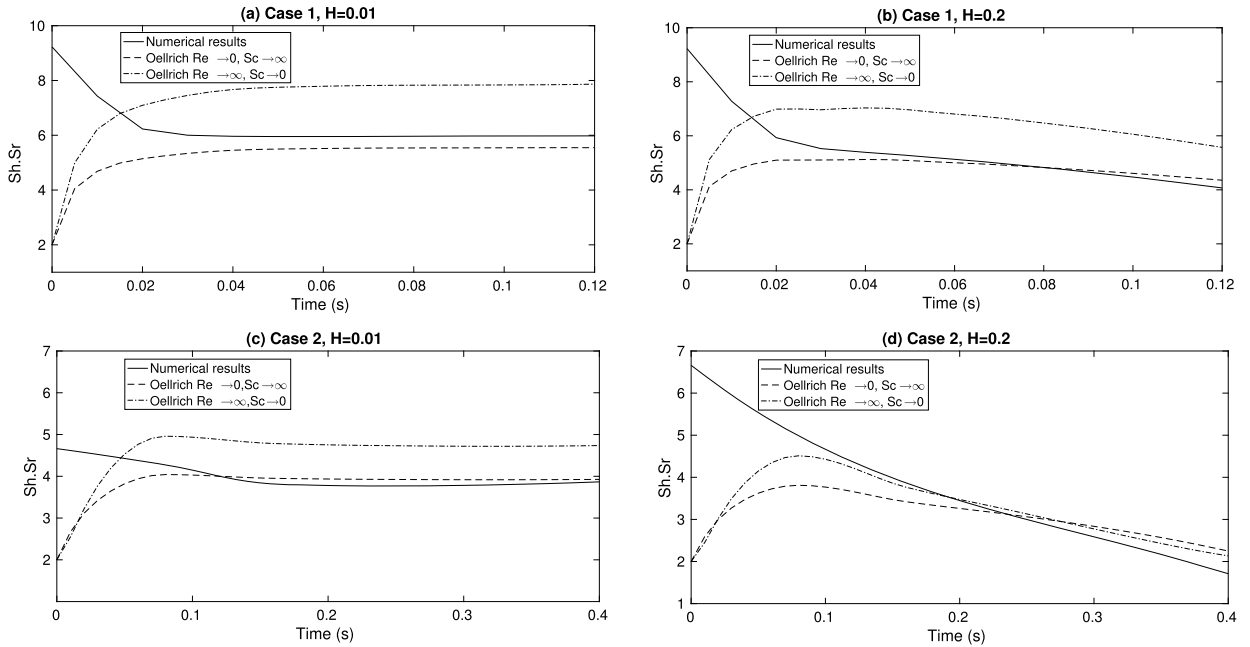 (a) Case 1, H=0.01
10
8
6
4
2
Sh.Sr
Numerical results
Oellrich Re →0, Sc→∞
Oellrich Re →∞, Sc→0
0 0.02 0.04 0.06 0.08 0.1 0.12
Time (s)
(b) Case 1, H=0.2
10
8
6
4
2
Sh.Sr
Numerical results
Oellrich Re →0, Sc→∞
Oellrich Re →∞, Sc→0
0 0.02 0.04 0.06 0.08 0.1 0.12
Time (s)
(c) Case 2, H=0.01
7
6
5
4
3
2
Sh.Sr
Numerical results
Oellrich Re →0,Sc→∞
Oellrich Re →∞,Sc→0
0 0.1 0.2 0.3 0.4
Time (s)
(d) Case 2, H=0.2
7
6
5
4
3
2
1
Sh.Sr
Numerical results
Oellrich Re →0, Sc→∞
Oellrich Re →∞, Sc→0
0 0.1 0.2 0.3 0.4
Time (s)